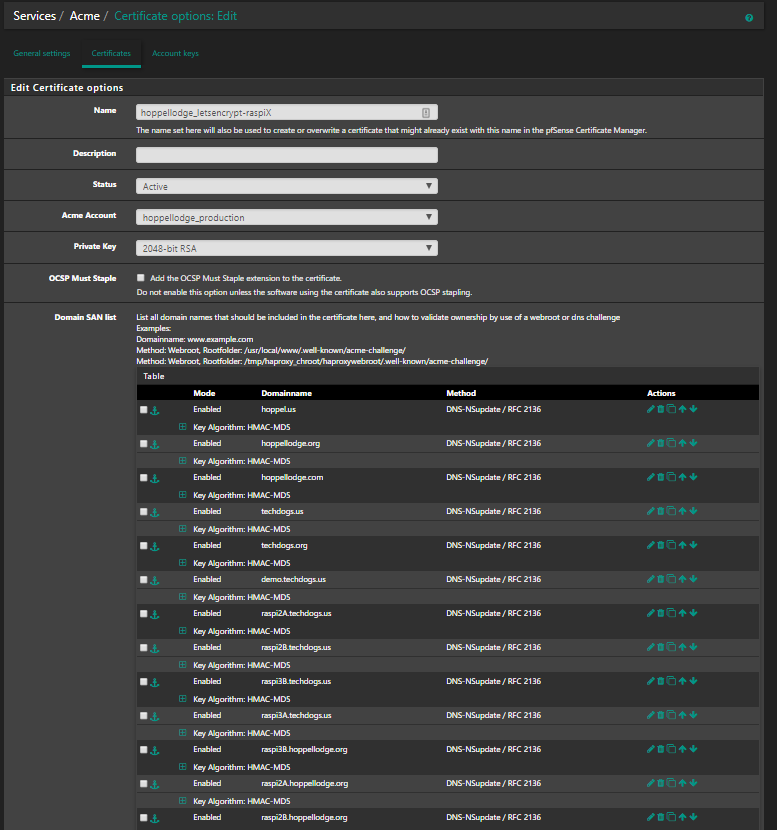 Services / Acme / Certificate options: Edit
General settings Certificates Account keys
Edit Certificate options
Name hoppellodge_letsencrypt-raspiX
The name set here will also be used to create or overwrite a certificate that might already exist with this name in the pfSense Certificate Manager.
Description
Status Active
Acme Account hoppellodge_production
Private Key 2048-bit RSA
OCSP Must Staple Add the OCSP Must Staple extension to the certificate.
Do not enable this option unless the software using the certificate also supports OCSP stapling.
Domain SAN list List all domain names that should be included in the certificate here, and how to validate ownership by use of a webroot or dns challenge
Examples:
Domainname: www.example.com
Method: Webroot, Rootfolder: /usr/local/www/.well-known/acme-challenge/
Method: Webroot, Rootfolder: /tmp/haproxy_chroot/haproxywebroot/.well-known/acme-challenge/
Table
Mode Domainname Method Actions
Enabled hoppel.us DNS-NSupdate / RFC 2136
Key Algorithm: HMAC-MD5
Enabled hoppellodge.org DNS-NSupdate / RFC 2136
Key Algorithm: HMAC-MD5
Enabled hoppellodge.com DNS-NSupdate / RFC 2136
Key Algorithm: HMAC-MD5
Enabled techdogs.us DNS-NSupdate / RFC 2136
Key Algorithm: HMAC-MD5
Enabled techdogs.org DNS-NSupdate / RFC 2136
Key Algorithm: HMAC-MD5
Enabled demo.techdogs.us DNS-NSupdate / RFC 2136
Key Algorithm: HMAC-MD5
Enabled raspi2A.techdogs.us DNS-NSupdate / RFC 2136
Key Algorithm: HMAC-MD5
Enabled raspi2B.techdogs.us DNS-NSupdate / RFC 2136
Key Algorithm: HMAC-MD5
Enabled raspi3B.techdogs.us DNS-NSupdate / RFC 2136
Key Algorithm: HMAC-MD5
Enabled raspi3A.techdogs.us DNS-NSupdate / RFC 2136
Key Algorithm: HMAC-MD5
Enabled raspi3B.hoppellodge.org DNS-NSupdate / RFC 2136
Key Algorithm: HMAC-MD5
Enabled raspi2A.hoppellodge.org DNS-NSupdate / RFC 2136
Key Algorithm: HMAC-MD5
Enabled raspi2B.hoppellodge.org DNS-NSupdate / RFC 2136